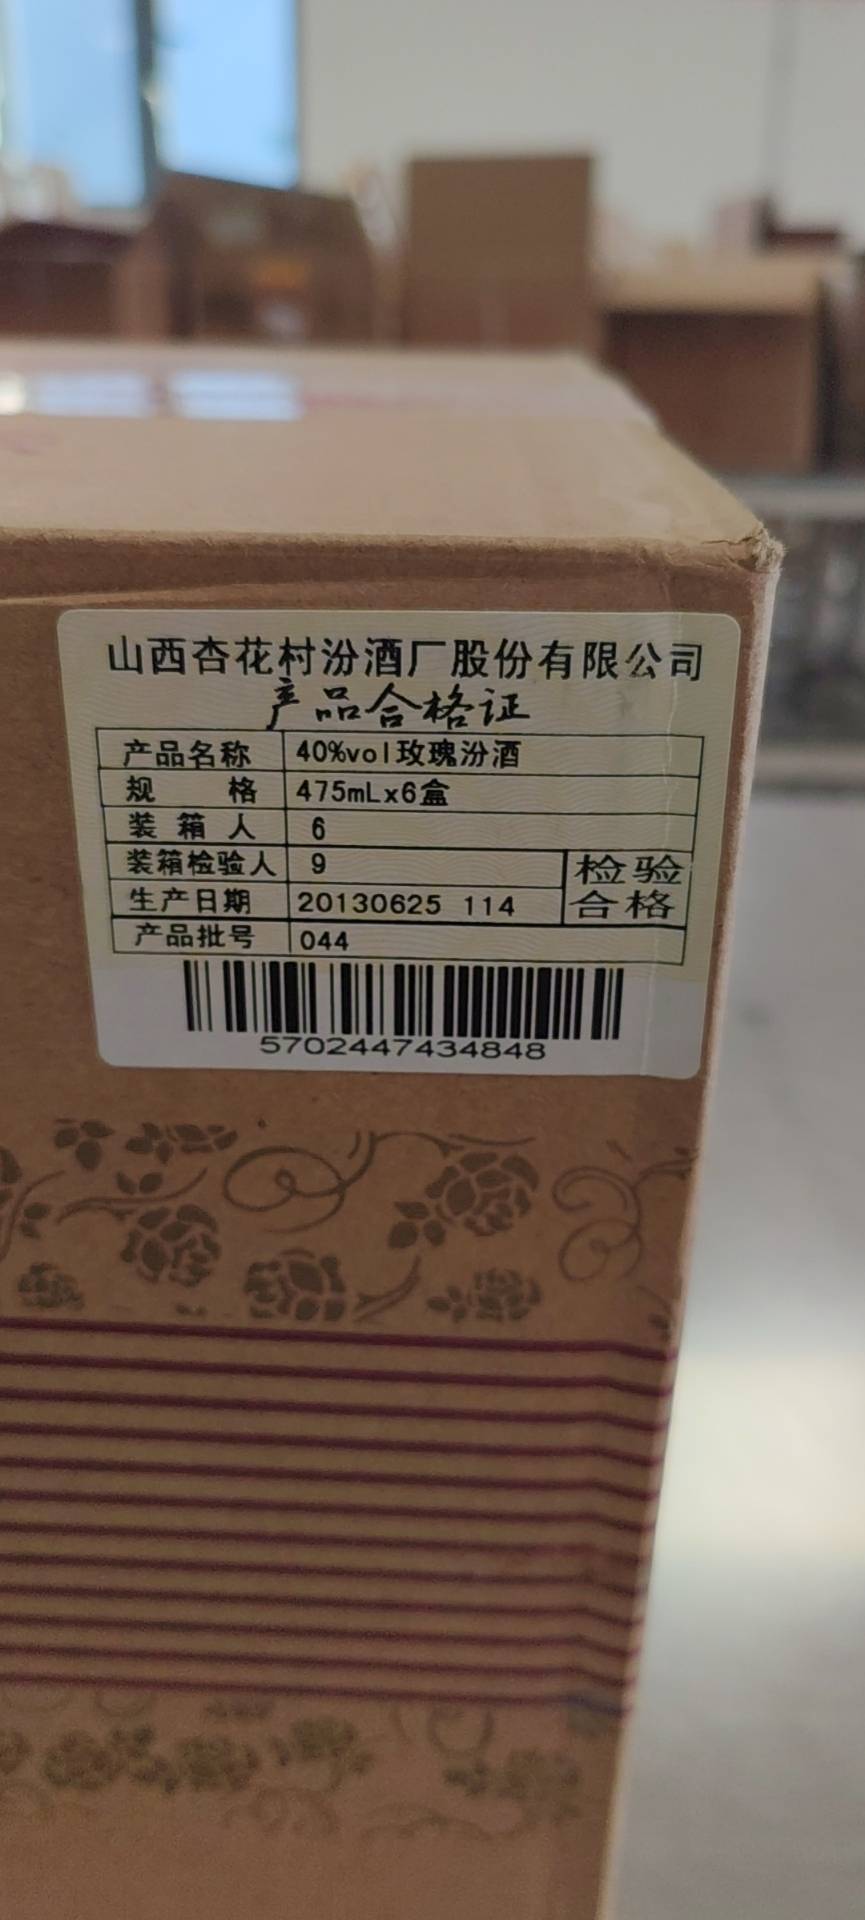 山西杏花村汾酒厂股份有限公司
产品合格证
产品名称 40%vol玫瑰汾酒
规 格 475mLx6盒
装 箱 人 6
装箱检验人 9
检验
生产日期 20130625 114
合格
产品批号 044
5702447434848